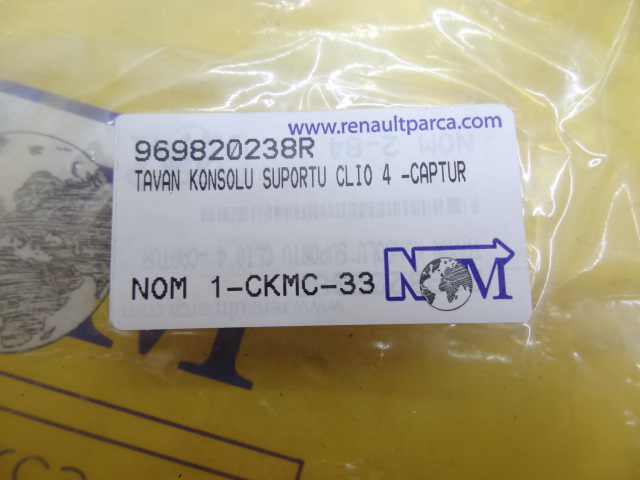 www.renaultparca.com
969820238R
TAVAN KONSOLU SUPORTU CLIO 4 -CAPTUR
NOM 1-CKMC-33
NOM